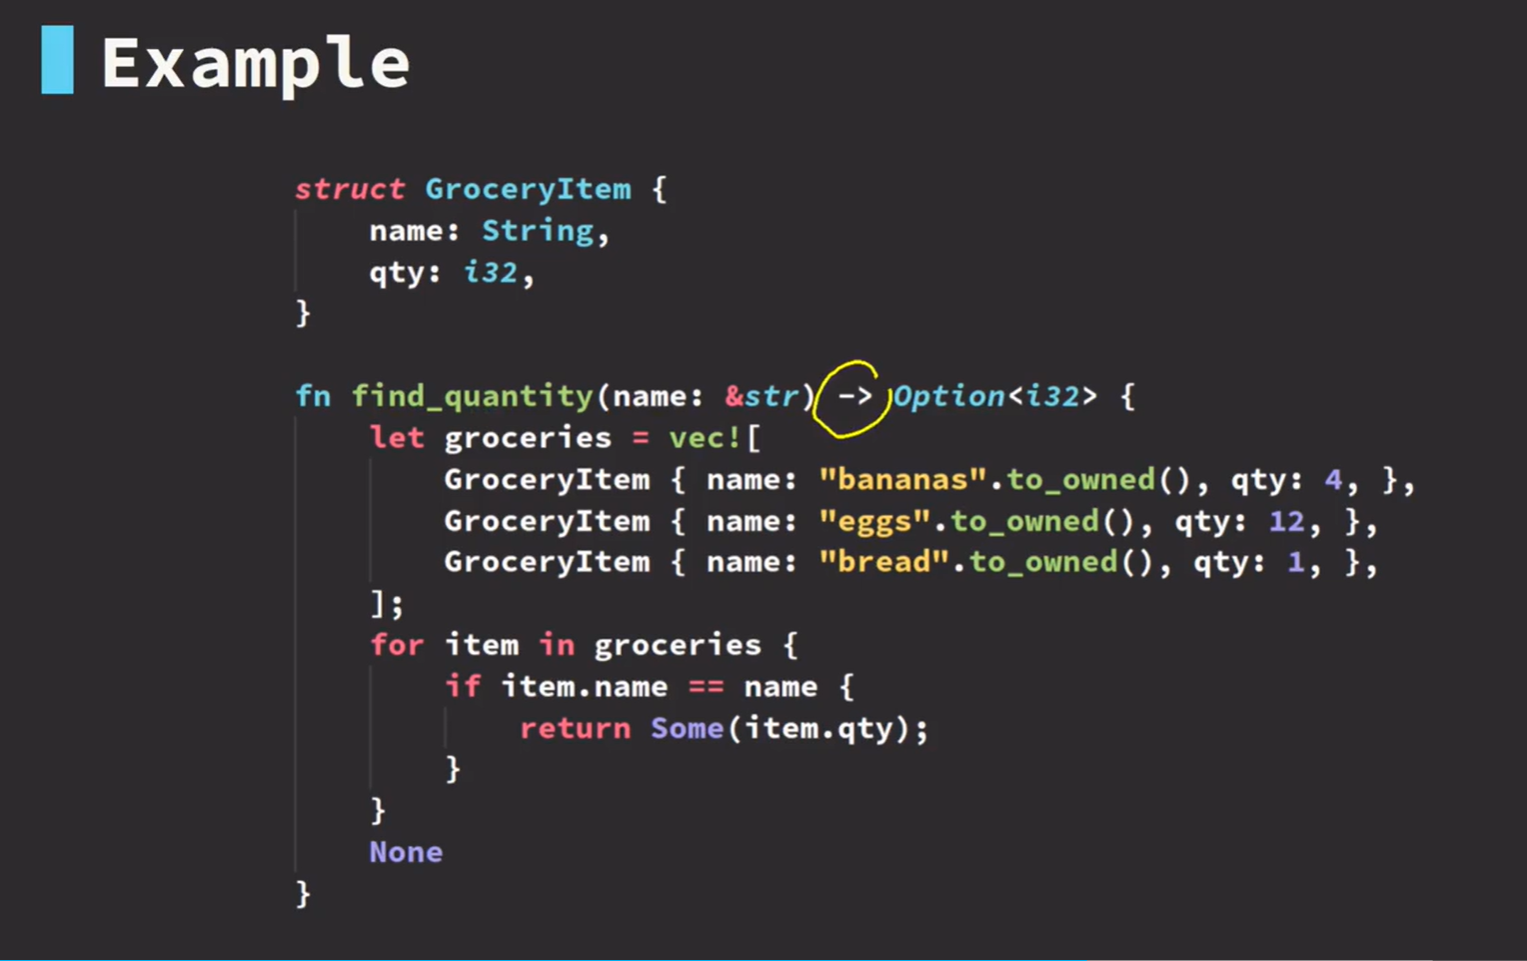 Example
struct GroceryItem {
    name: String,
    qty: i32,
}
fn find_quantity(name: &str) -> Option<i32> {
    let groceries = vec![
        GroceryItem { name: "bananas".to_owned(), qty: 4, },
        GroceryItem { name: "eggs".to_owned(), qty: 12, },
        GroceryItem { name: "bread".to_owned(), qty: 1, },
    ];
    for item in groceries {
        if item.name == name {
            return Some(item.qty);
        }
    }
    None
}